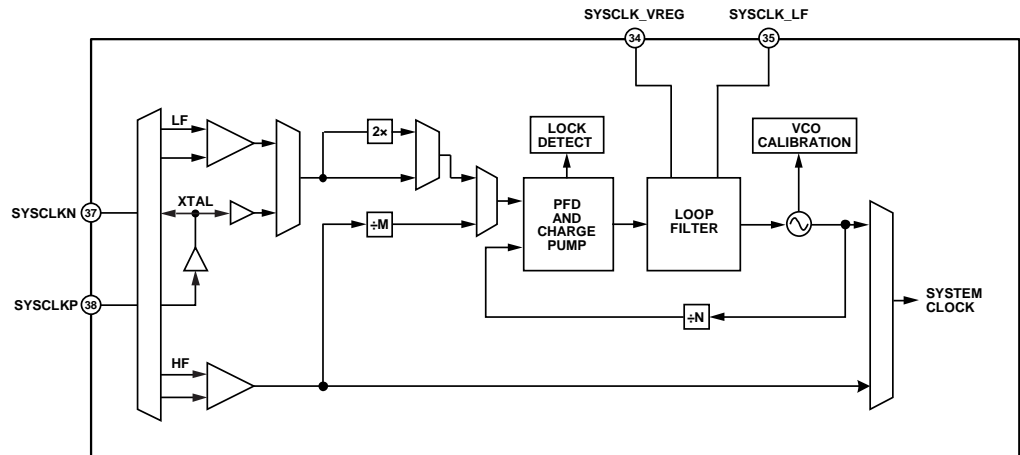 SYSCLK_VREG
SYSCLK_LF
34
35
LF
2×
LOCK
DETECT
VCO
CALIBRATION
SYSCLKN
37
XTAL
÷M
PFD
AND
CHARGE
PUMP
LOOP
FILTER
SYSCLKP
38
÷N
SYSTEM
CLOCK
HF